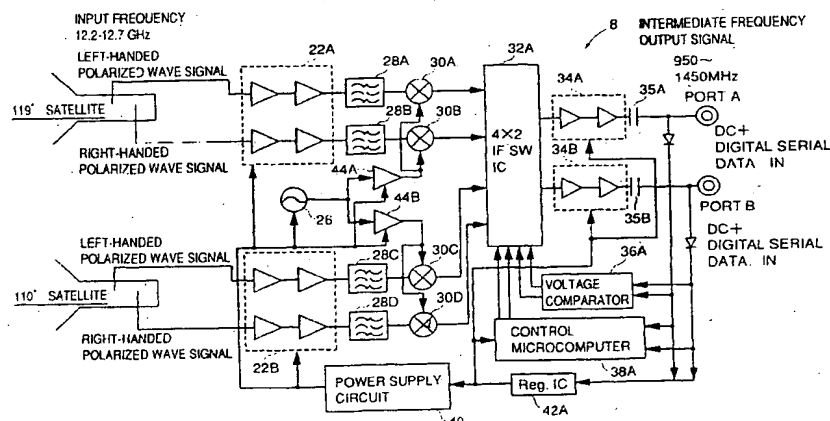 INPUT FREQUENCY
12.2-12.7 GHz
LEFT-HANDED
POLARIZED WAVE SIGNAL
119° SATELLITE
RIGHT-HANDED
POLARIZED WAVE SIGNAL
22A
28A
30A
28B
30B
44A
44B
26
32A
4×2
IF SW
IC
8
INTERMEDIATE FREQUENCY
OUTPUT SIGNAL
950~
1450MHz
34A
35A
PORT A
DC+
DIGITAL SERIAL
DATA IN
34B
35B
PORT B
DC+
DIGITAL SERIAL
DATA. IN
LEFT-HANDED
POLARIZED WAVE SIGNAL
110° SATELLITE
RIGHT-HANDED
POLARIZED WAVE SIGNAL
22B
28C
30C
28D
30D
36A
VOLTAGE
COMPARATOR
CONTROL
MICROCOMPUTER
38A
POWER SUPPLY
CIRCUIT
Reg. IC
42A